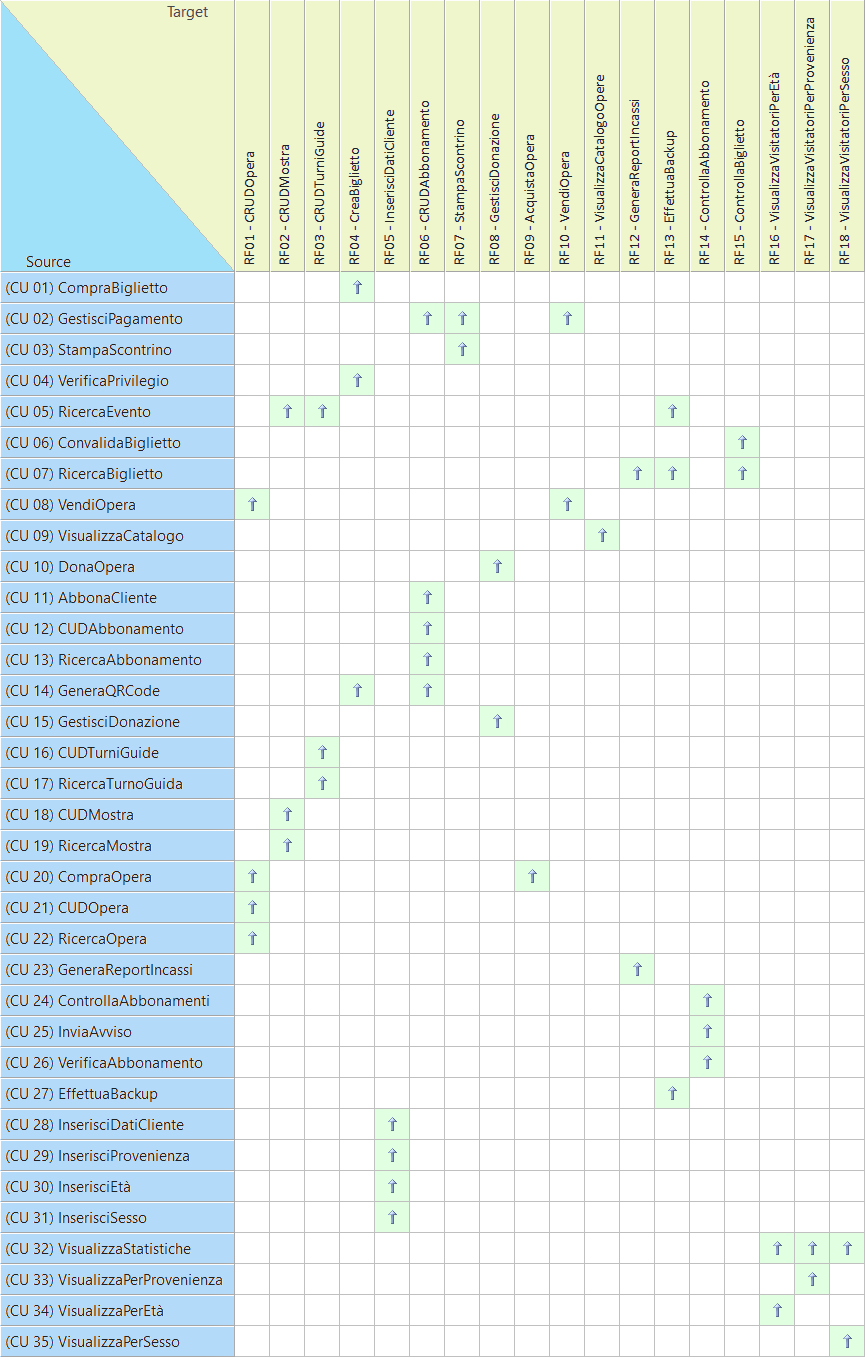 Target
Source
RF01 - CRUDOpera
RF02 - CRUDMostra
RF03 - CRUDTurniGuide
RF04 - CreaBiglietto
RF05 - InserisciDatiCliente
RF06 - CRUDAbbonamento
RF07 - StampaScontrino
RF08 - GestisciDonazione
RF09 - AcquistaOpera
RF10 - VendiOpera
RF11 - VisualizzaCatalogoOpere
RF12 - GeneraReportIncassi
RF13 - EffettuaBackup
RF14 - ControllaAbbonamento
RF15 - ControllaBiglietto
RF16 - VisualizzaVisitatoriPerEtà
RF17 - VisualizzaVisitatoriPerProvenienza
RF18 - VisualizzaVisitatoriPerSesso
(CU 01) CompraBiglietto
(CU 02) GestisciPagamento
(CU 03) StampaScontrino
(CU 04) VerificaPrivilegio
(CU 05) RicercaEvento
(CU 06) ConvalidaBiglietto
(CU 07) RicercaBiglietto
(CU 08) VendiOpera
(CU 09) VisualizzaCatalogo
(CU 10) DonaOpera
(CU 11) AbbonaCliente
(CU 12) CUDAbbonamento
(CU 13) RicercaAbbonamento
(CU 14) GeneraQRCode
(CU 15) GestisciDonazione
(CU 16) CUDTurniGuide
(CU 17) RicercaTurnoGuida
(CU 18) CUDMostra
(CU 19) RicercaMostra
(CU 20) CompraOpera
(CU 21) CUDOpera
(CU 22) RicercaOpera
(CU 23) GeneraReportIncassi
(CU 24) ControllaAbbonamenti
(CU 25) InviaAvviso
(CU 26) VerificaAbbonamento
(CU 27) EffettuaBackup
(CU 28) InserisciDatiCliente
(CU 29) InserisciProvenienza
(CU 30) InserisciEtà
(CU 31) InserisciSesso
(CU 32) VisualizzaStatistiche
(CU 33) VisualizzaPerProvenienza
(CU 34) VisualizzaPerEtà
(CU 35) VisualizzaPerSesso